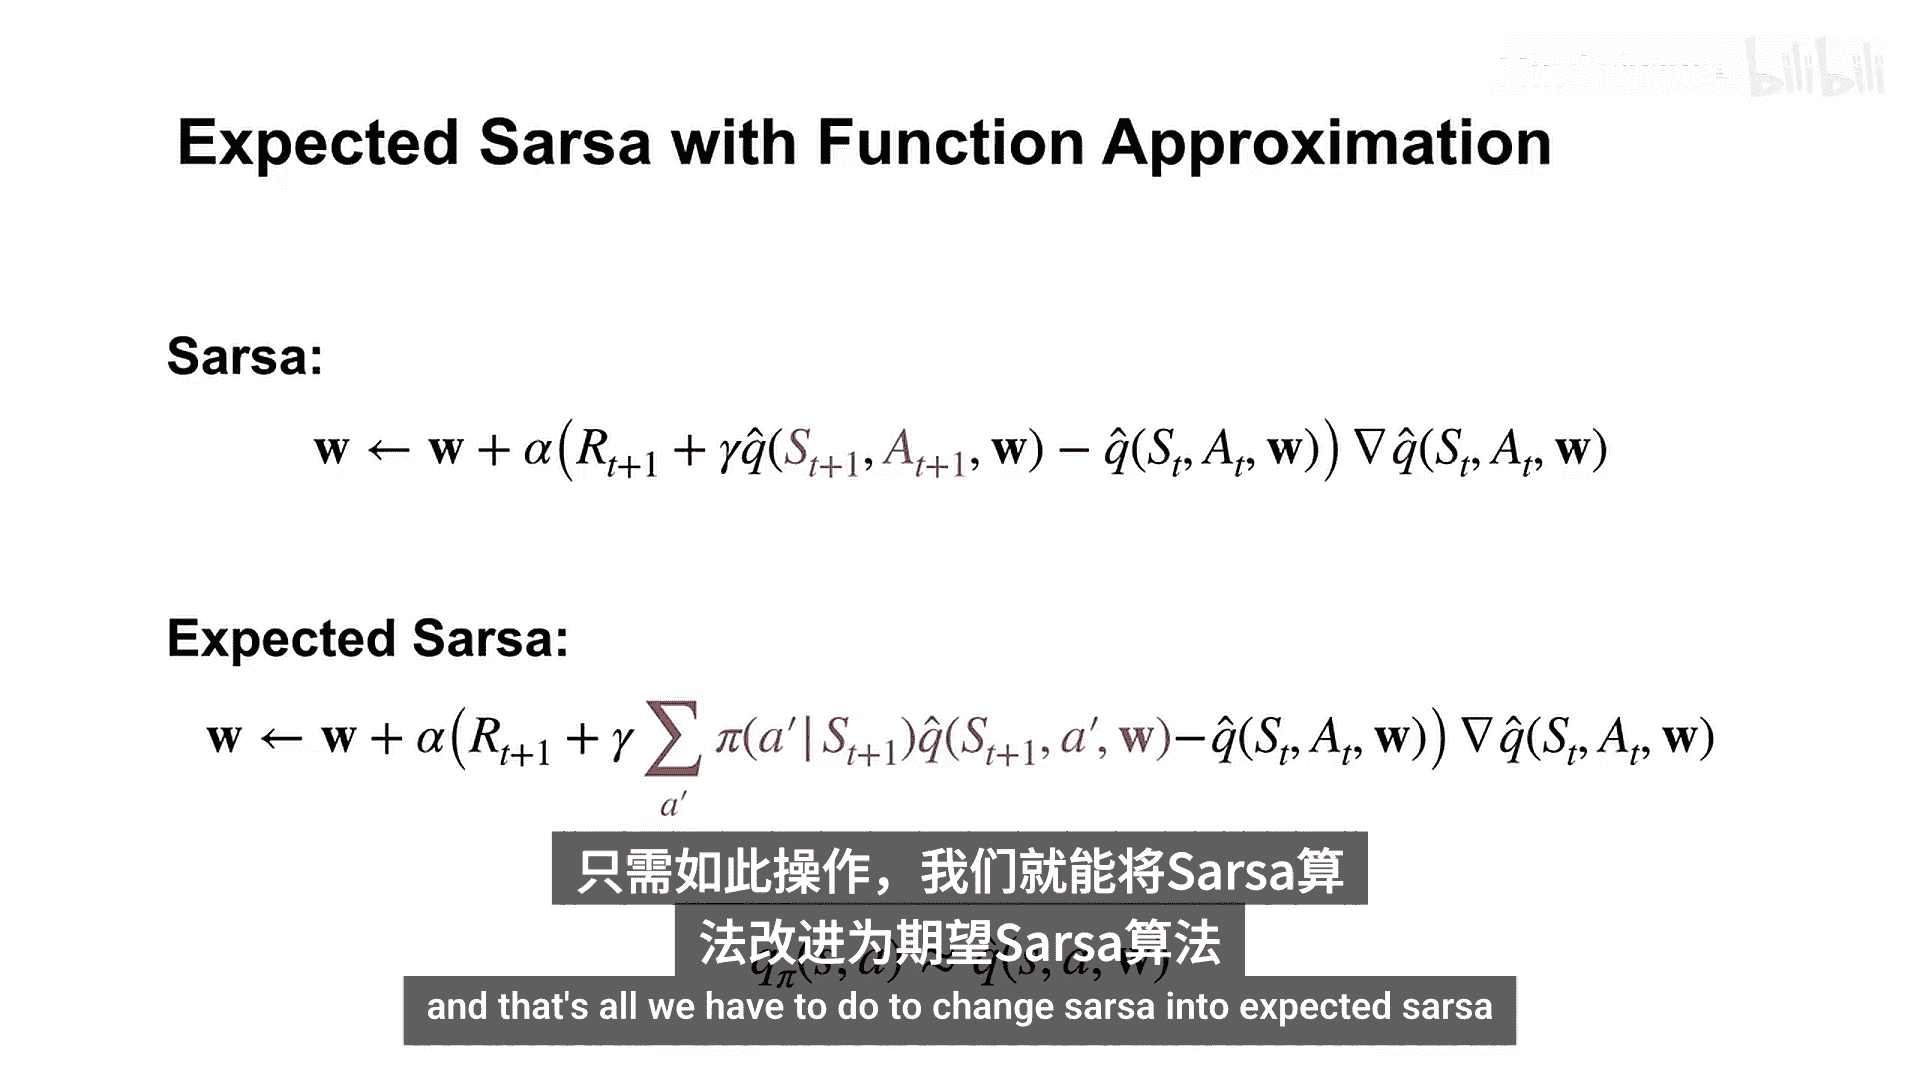 bilibili
Expected Sarsa with Function Approximation
Sarsa:
w ← w + α(R_{t+1} + γq̂(S_{t+1}, A_{t+1}, w) − q̂(S_t, A_t, w)) ∇q̂(S_t, A_t, w)
Expected Sarsa:
w ← w + α(R_{t+1} + γ ∑_{a′} π(a′|S_{t+1})q̂(S_{t+1}, a′, w)−q̂(S_t, A_t, w)) ∇q̂(S_t, A_t, w)
只需如此操作，我们就能将Sarsa算
法改进为期望Sarsa算法
q_π(s, a) ≈ q̂(s, a, w)
and that's all we have to do to change sarsa into expected sarsa